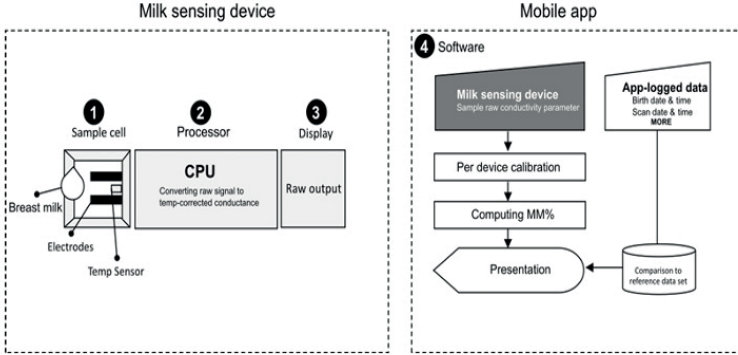 Milk sensing device
1
Sample cell
2
Processor
3
Display
CPU
Converting raw signal to
temp-corrected conductance
Raw output
Breast milk
Electrodes
Temp Sensor
Mobile app
4 Software
Milk sensing device
Sample raw conductivity parameter
App-logged data
Birth date & time
Scan date & time
MORE
Per device calibration
Computing MM%
Presentation
Comparison to
reference data set